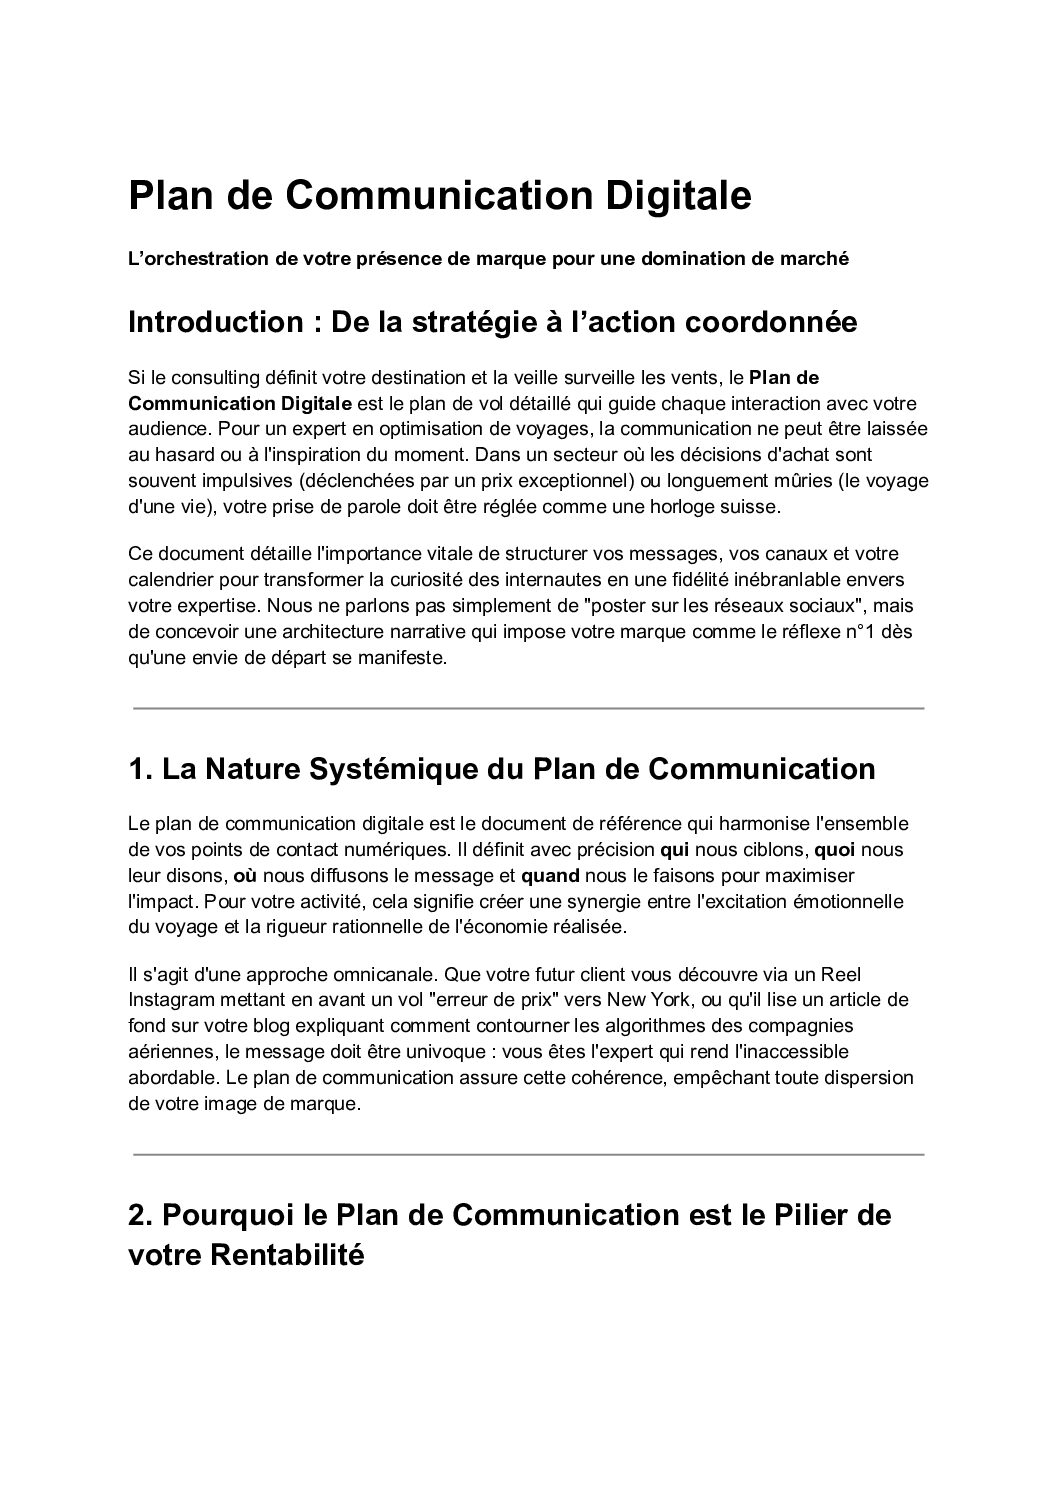 Plan de Communication Digitale
L’orchestration de votre présence de marque pour une domination de marché
Introduction : De la stratégie à l’action coordonnée
Si le consulting définit votre destination et la veille surveille les vents, le Plan de
Communication Digitale est le plan de vol détaillé qui guide chaque interaction avec votre
audience. Pour un expert en optimisation de voyages, la communication ne peut être laissée
au hasard ou à l'inspiration du moment. Dans un secteur où les décisions d'achat sont
souvent impulsives (déclenchées par un prix exceptionnel) ou longuement mûries (le voyage
d'une vie), votre prise de parole doit être réglée comme une horloge suisse.
Ce document détaille l'importance vitale de structurer vos messages, vos canaux et votre
calendrier pour transformer la curiosité des internautes en une fidélité inébranlable envers
votre expertise. Nous ne parlons pas simplement de "poster sur les réseaux sociaux", mais
de concevoir une architecture narrative qui impose votre marque comme le réflexe n°1 dès
qu'une envie de départ se manifeste.
1. La Nature Systémique du Plan de Communication
Le plan de communication digitale est le document de référence qui harmonise l'ensemble
de vos points de contact numériques. Il définit avec précision qui nous ciblons, quoi nous
leur disons, où nous diffusons le message et quand nous le faisons pour maximiser
l'impact. Pour votre activité, cela signifie créer une synergie entre l'excitation émotionnelle
du voyage et la rigueur rationnelle de l'économie réalisée.
Il s'agit d'une approche omnicanale. Que votre futur client vous découvre via un Reel
Instagram mettant en avant un vol "erreur de prix" vers New York, ou qu'il lise un article de
fond sur votre blog expliquant comment contourner les algorithmes des compagnies
aériennes, le message doit être univoque : vous êtes l'expert qui rend l'inaccessible
abordable. Le plan de communication assure cette cohérence, empêchant toute dispersion
de votre image de marque.
2. Pourquoi le Plan de Communication est le Pilier de
votre Rentabilité